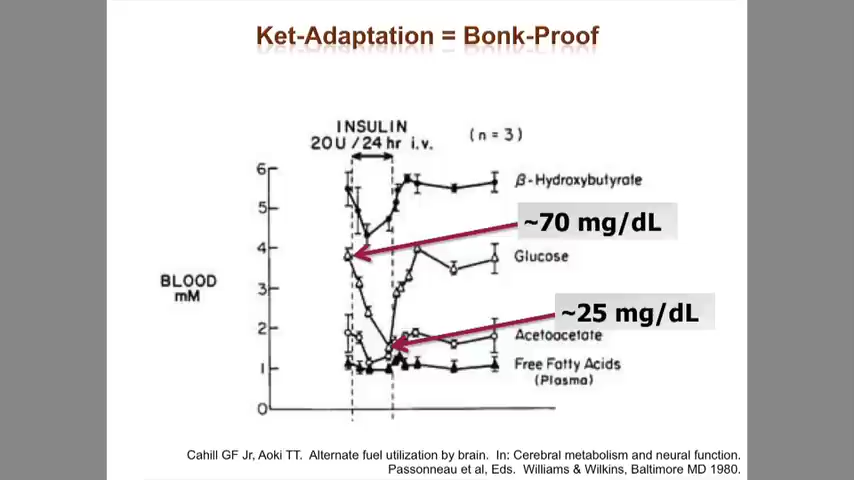 Ket-Adaptation = Bonk-Proof
INSULIN
20U/24 hr i.v.
(n = 3)
6
5
4
3
2
1
0
BLOOD
mM
β-Hydroxybutyrate
~70 mg/dL
Glucose
~25 mg/dL
Acetoacetate
Free Fatty Acids
(Plasma)
Cahill GF Jr, Aoki TT. Alternate fuel utilization by brain. In: Cerebral metabolism and neural function.
Passonneau et al, Eds. Williams & Wilkins, Baltimore MD 1980.